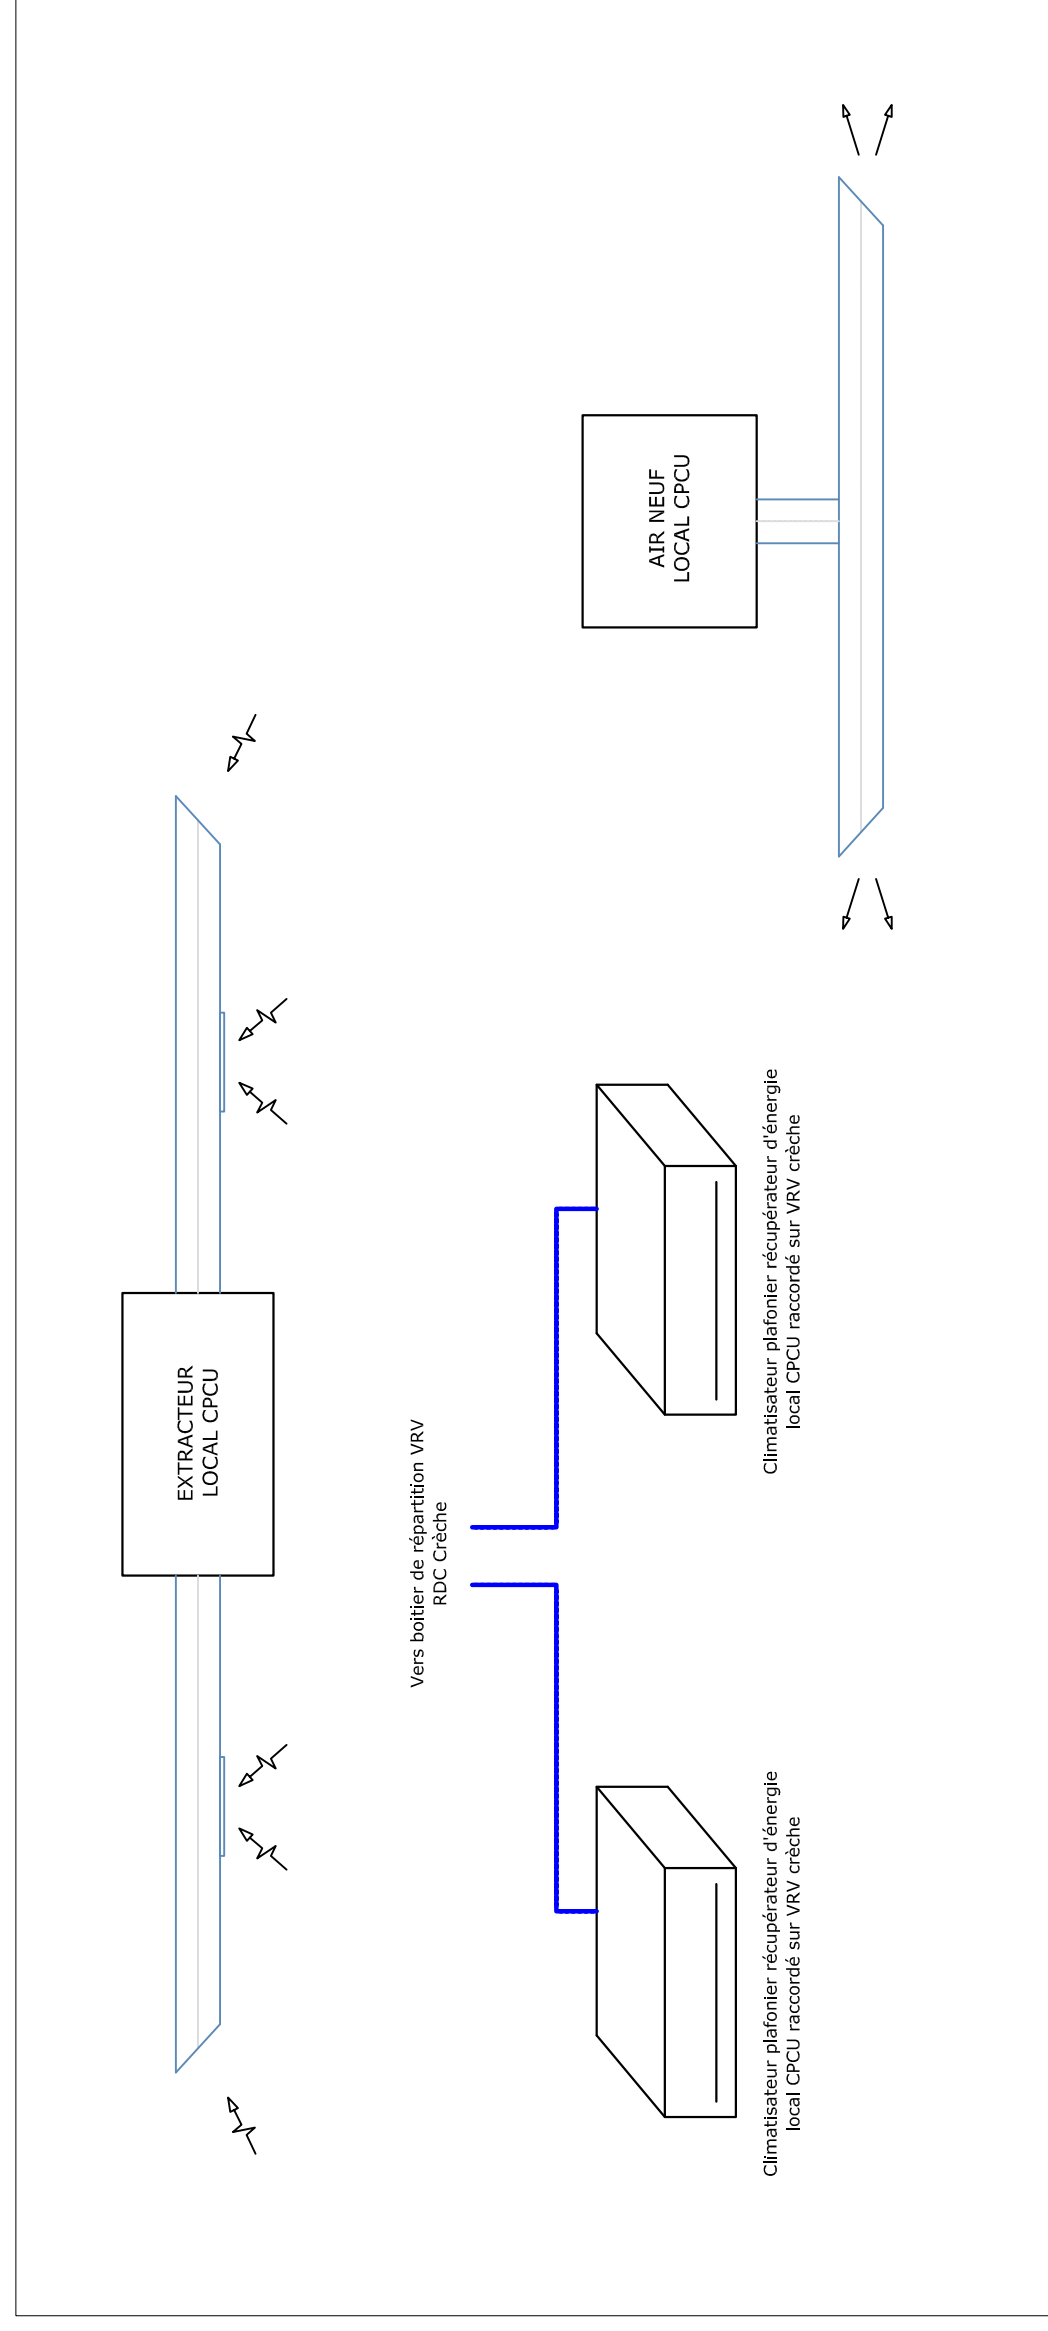 EXTRACTEUR
LOCAL CPCU
Vers boitier de répartition VRV
RDC Crèche
AIR NEUF
LOCAL CPCU
Climatisateur plafonier récupérateur d'énergie
local CPCU raccordé sur VRV crèche
Climatisateur plafonier récupérateur d'énergie
local CPCU raccordé sur VRV crèche